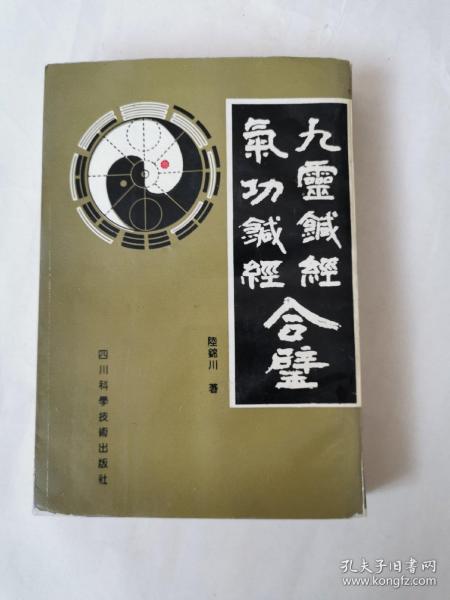 九靈鍼經
氣功鍼經
合璧
陸錦川 著
四川科學技術出版社
孔夫子旧书网
www.kongfz.com